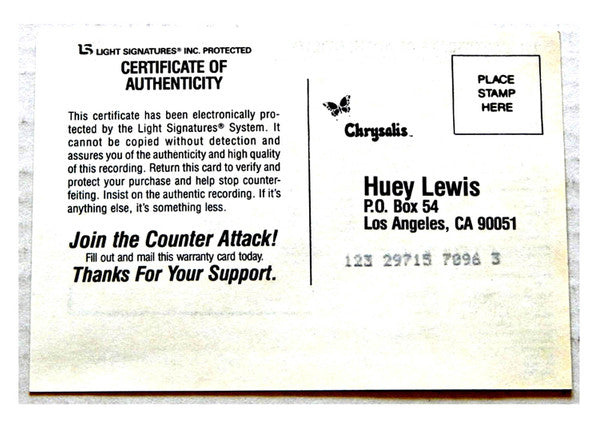 LS LIGHT SIGNATURES® INC. PROTECTED
CERTIFICATE OF
AUTHENTICITY
This certificate has been electronically pro-
tected by the Light Signatures® System. It
cannot be copied without detection and
assures you of the authenticity and high quality
of this recording. Return this card to verify and
protect your purchase and help stop counter-
feiting. Insist on the authentic recording. If it's
anything else, it's something less.
Join the Counter Attack!
Fill out and mail this warranty card today.
Thanks For Your Support.
Chrysalis™
PLACE
STAMP
HERE
Huey Lewis
P.O. Box 54
Los Angeles, CA 90051
123 29715 7096 3